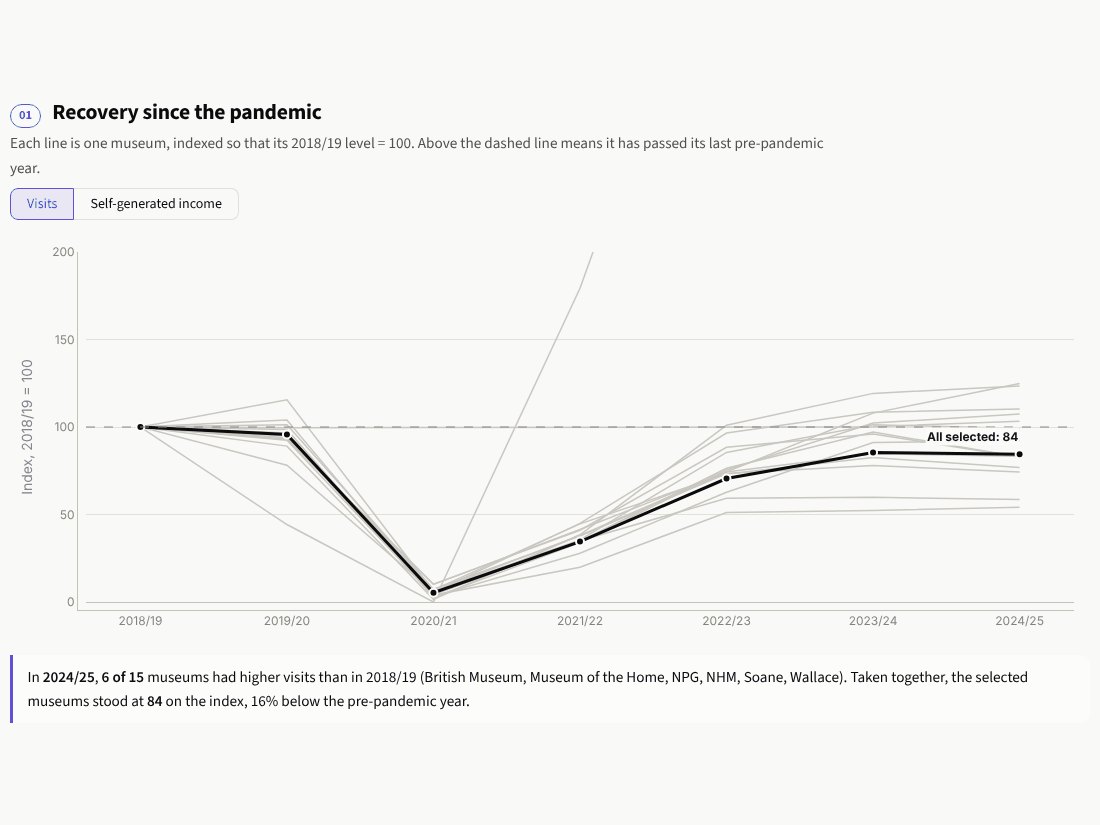 01 Recovery since the pandemic
Each line is one museum, indexed so that its 2018/19 level = 100. Above the dashed line means it has passed its last pre-pandemic
year.
Visits Self-generated income
200
150
100
50
0
Index, 2018/19 = 100
All selected: 84
2018/19 2019/20 2020/21 2021/22 2022/23 2023/24 2024/25
In 2024/25, 6 of 15 museums had higher visits than in 2018/19 (British Museum, Museum of the Home, NPG, NHM, Soane, Wallace). Taken together, the selected
museums stood at 84 on the index, 16% below the pre-pandemic year.